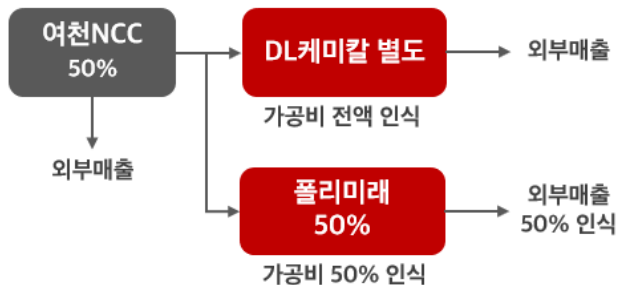 여천NCC
50%
외부매출
DL케미칼 별도
가공비 전액 인식
외부매출
폴리미래
50%
가공비 50% 인식
외부매출
50% 인식